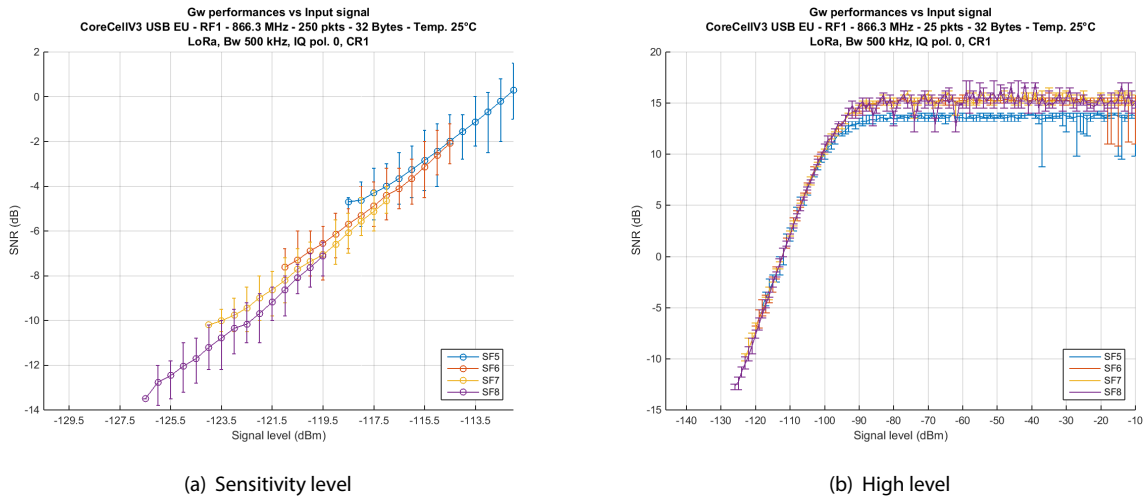 Gw performances vs Input signal
CoreCellV3 USB EU - RF1 - 866.3 MHz - 250 pkts - 32 Bytes - Temp. 25°C
LoRa, Bw 500 kHz, IQ pol. 0, CR1
2
0
-2
-4
-6
-8
-10
-12
-14
SNR (dB)
-129.5
-127.5
-125.5
-123.5
-121.5
-119.5
-117.5
-115.5
-113.5
Signal level (dBm)
SF5
SF6
SF7
SF8
(a) Sensitivity level
Gw performances vs Input signal
CoreCellV3 USB EU - RF1 - 866.3 MHz - 25 pkts - 32 Bytes - Temp. 25°C
LoRa, Bw 500 kHz, IQ pol. 0, CR1
20
15
10
5
0
-5
-10
-15
SNR (dB)
-140
-130
-120
-110
-100
-90
-80
-70
-60
-50
-40
-30
-20
-10
Signal level (dBm)
SF5
SF6
SF7
SF8
(b) High level